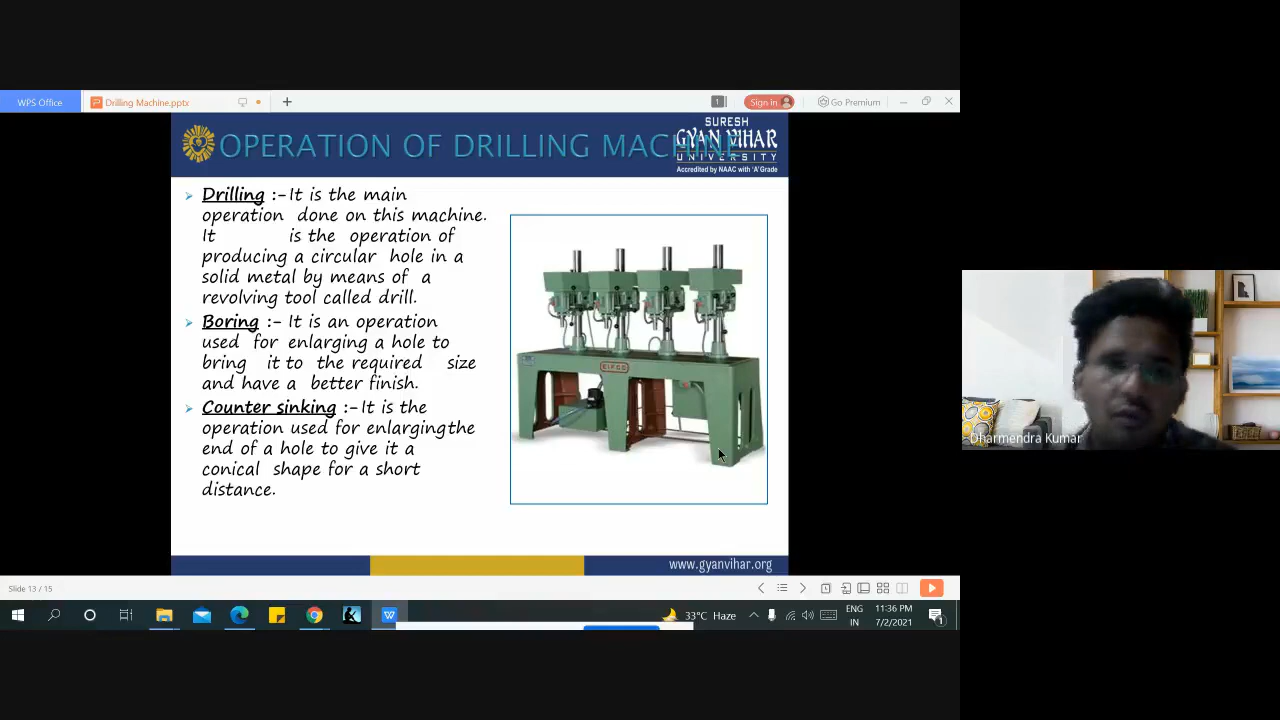 WPS Office
Drilling Machine.pptx
1
Sign in
Go Premium
OPERATION OF DRILLING MACHINE
SURESH
GYAN VIHAR
UNIVERSITY
Accredited by NAAC with 'A' Grade
Drilling :-It is the main
operation done on this machine.
It is the operation of
producing a circular hole in a
solid metal by means of a
revolving tool called drill.
Boring :- It is an operation
used for enlarging a hole to
bring it to the required size
and have a better finish.
Counter sinking :-It is the
operation used for enlargingthe
end of a hole to give it a
conical shape for a short
distance.
EIFCO
www.gyanvihar.org
Dharmendra Kumar
Slide 13 / 15
33°C Haze
ENG
IN
11:36 PM
7/2/2021
1